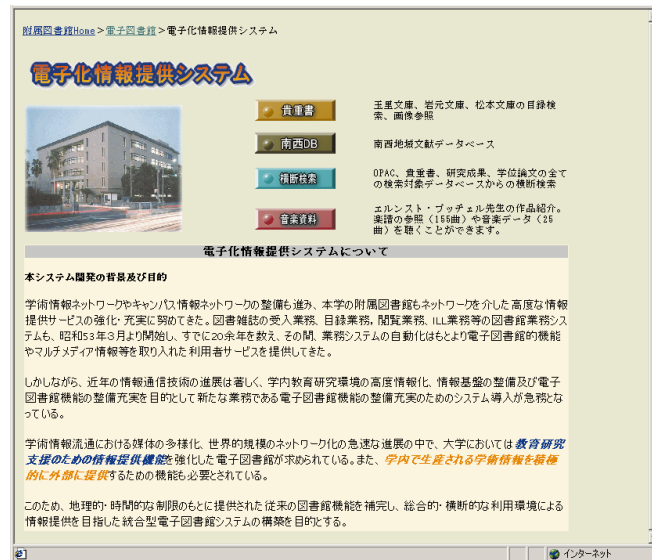 附属図書館Home＞電子図書館＞電子化情報提供システム
電子化情報提供システム
貴重書
玉里文庫、岩元文庫、松本文庫の目録検
索、画像参照
南西DB
南西地域文献データベース
横断検索
OPAC、貴重書、研究成果、学位論文の全て
の検索対象データベースからの横断検索
音楽資料
エルンスト・プッチェル先生の作品紹介。
楽譜の参照（155曲）や音楽データ（25
曲）を聴くことができます。
電子化情報提供システムについて
本システム開発の背景及び目的
学術情報ネットワークやキャンパス情報ネットワークの整備も進み、本学の附属図書館もネットワークを介した高度な情報
提供サービスの強化・充実に努めてきた。図書雑誌の受入業務、目録業務，閲覧業務、ILL業務等の図書館業務シス
テムも、昭和53年3月より開始し、すでに20余年を数え、その間、業務システムの自動化はもとより電子図書館的機能
やマルチメディア情報等を取り入れた利用者サービスを提供してきた。
しかしながら、近年の情報通信技術の進展は著しく、学内教育研究環境の高度情報化、情報基盤の整備及び電子
図書館機能の整備充実を目的として新たな業務である電子図書館機能の整備充実のためのシステム導入が急務とな
っている。
学術情報流通における媒体の多様化、世界的規模のネットワーク化の急速な進展の中で、大学においては教育研究
支援のための情報提供機能を強化した電子図書館が求められている。また、学内で生産される学術情報を積極
的に外部に提供するための機能も必要とされている。
このため、地理的・時間的な制限のもとに提供された従来の図書館機能を補完し、総合的・横断的な利用環境による
情報提供を目指した統合型電子図書館システムの構築を目的とする。
インターネット